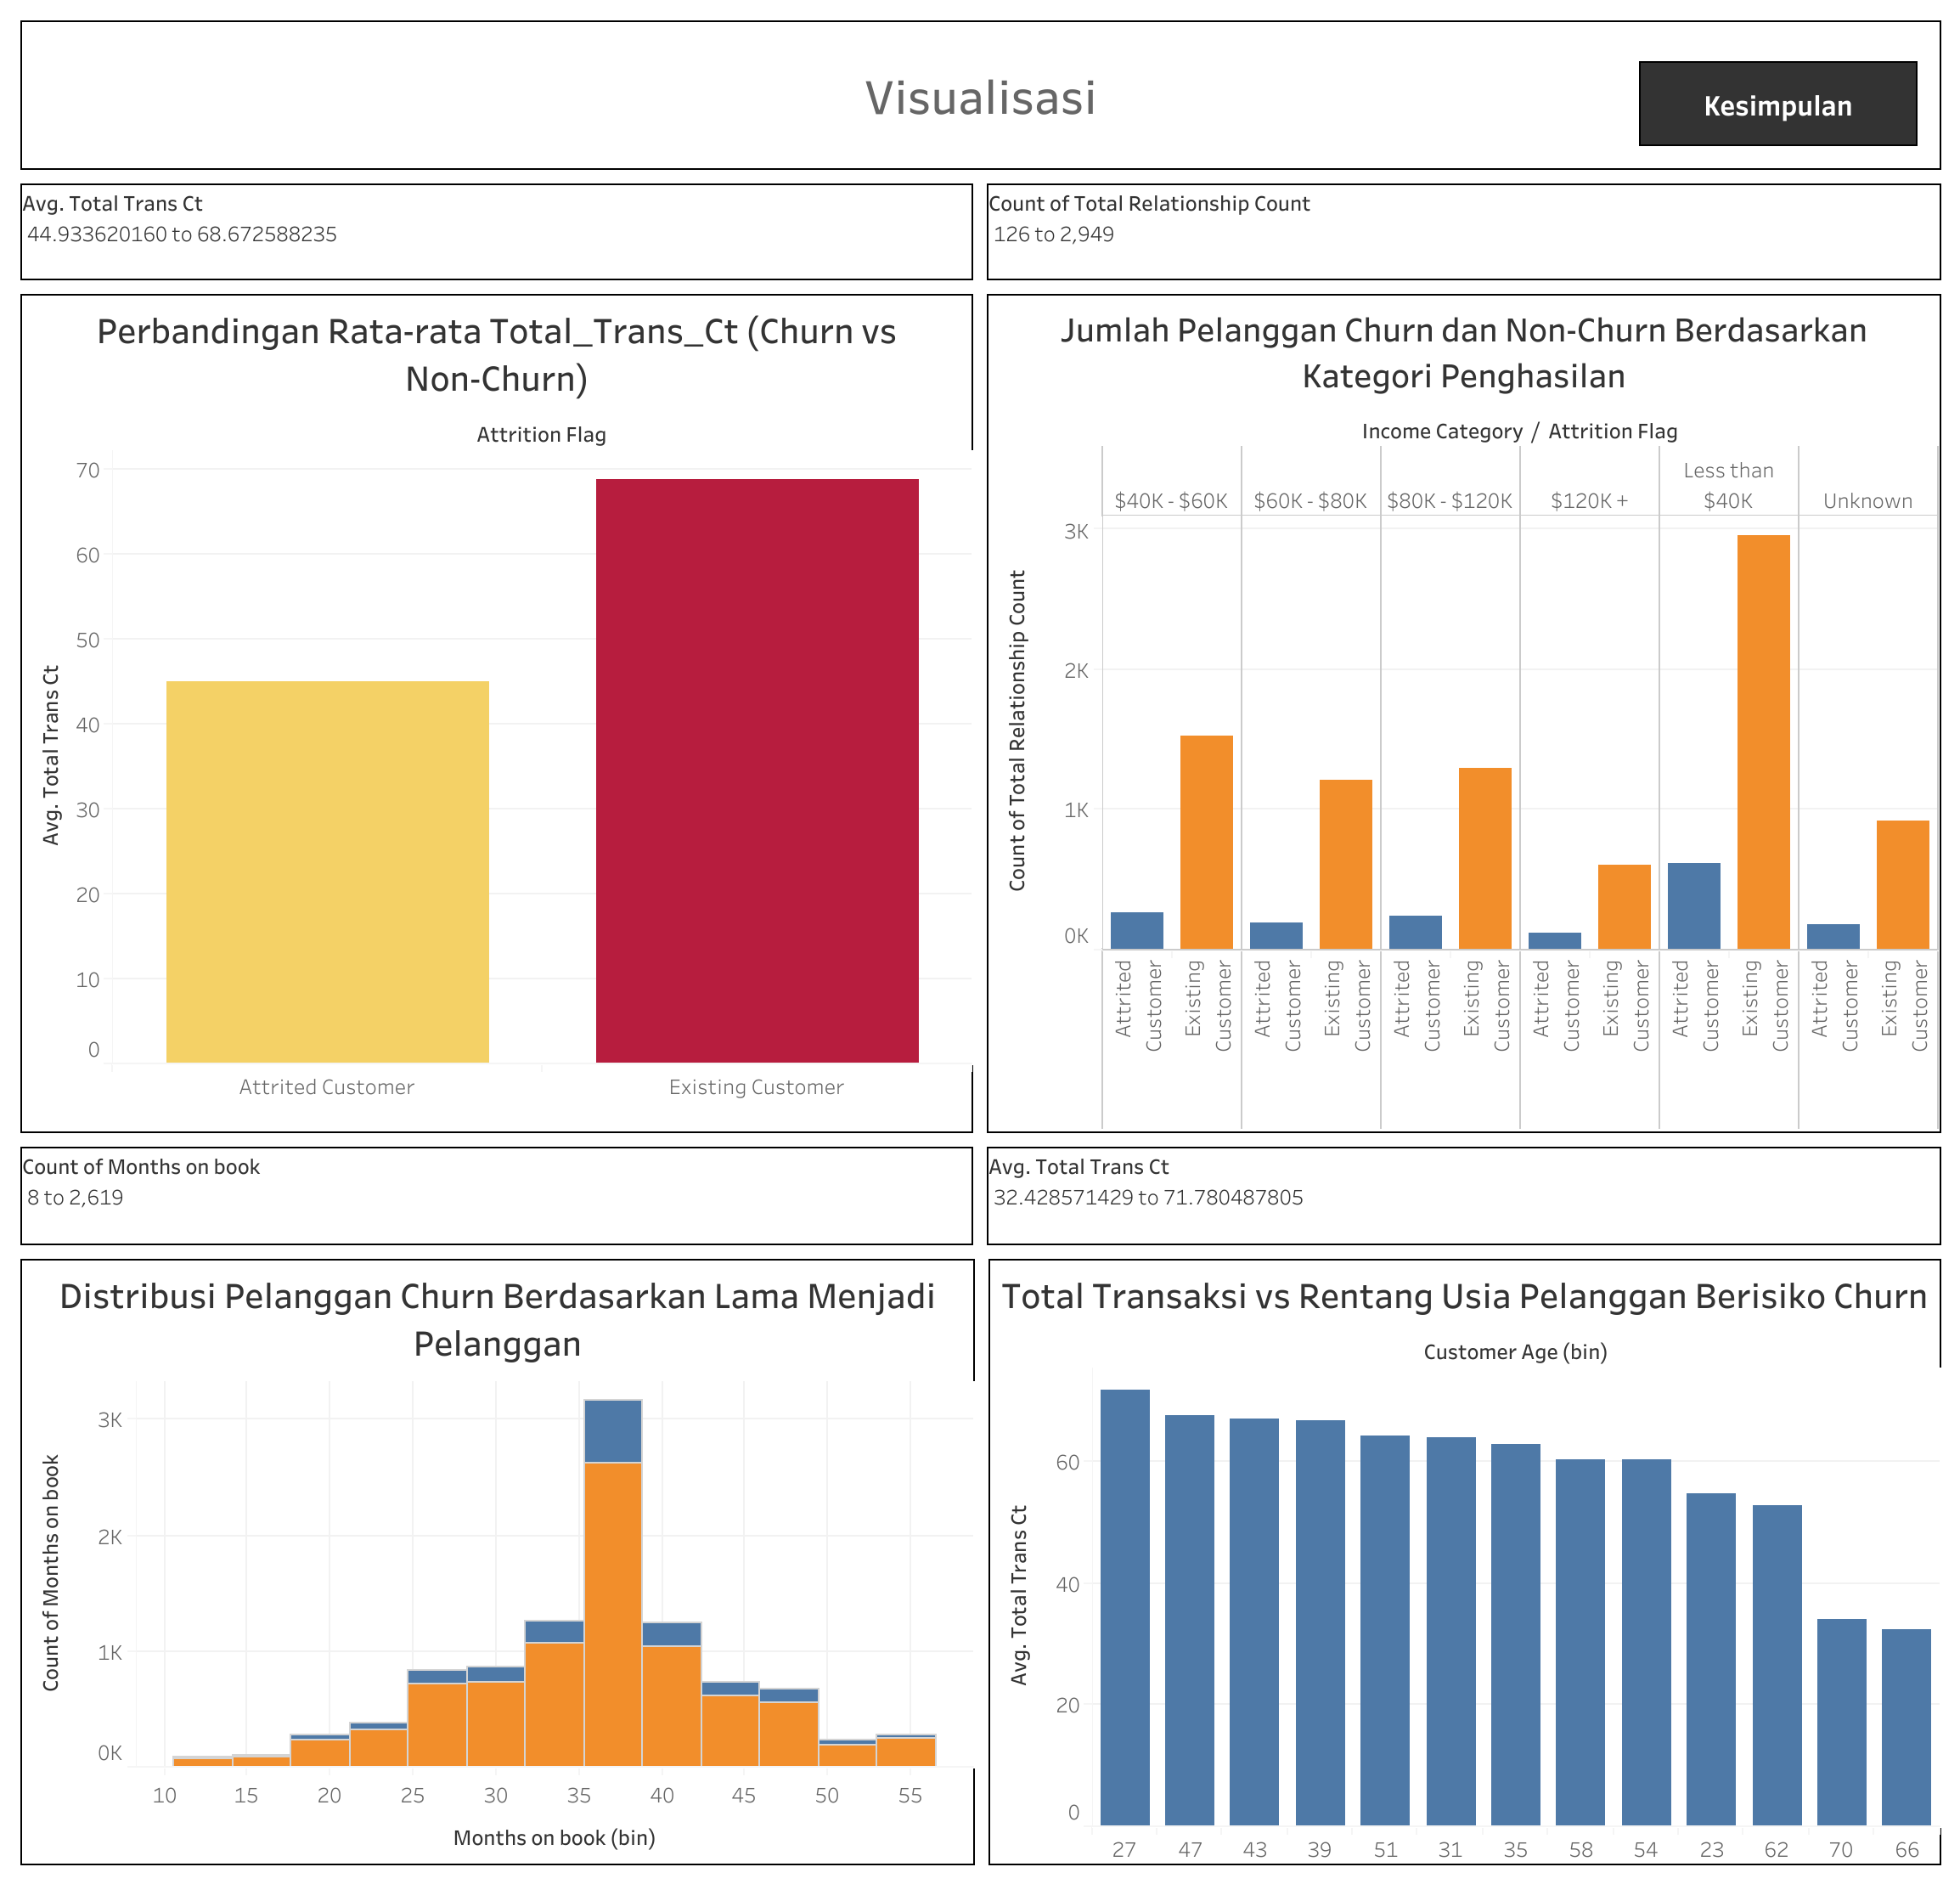 Visualisasi
Kesimpulan
Avg. Total Trans Ct
44.933620160 to 68.672588235
Count of Total Relationship Count
126 to 2,949
Perbandingan Rata-rata Total_Trans_Ct (Churn vs
Non-Churn)
Attrition Flag
70
60
50
40
30
20
10
0
Avg. Total Trans Ct
Attrited Customer
Existing Customer
Jumlah Pelanggan Churn dan Non-Churn Berdasarkan
Kategori Penghasilan
Income Category / Attrition Flag
$40K - $60K
$60K - $80K
$80K - $120K
$120K +
Less than
$40K
Unknown
3K
2K
1K
0K
Count of Total Relationship Count
Attrited
Customer
Existing
Customer
Attrited
Customer
Existing
Customer
Attrited
Customer
Existing
Customer
Attrited
Customer
Existing
Customer
Attrited
Customer
Existing
Customer
Attrited
Customer
Existing
Customer
Count of Months on book
8 to 2,619
Avg. Total Trans Ct
32.428571429 to 71.780487805
Distribusi Pelanggan Churn Berdasarkan Lama Menjadi
Pelanggan
3K
2K
1K
0K
Count of Months on book
10 15 20 25 30 35 40 45 50 55
Months on book (bin)
Total Transaksi vs Rentang Usia Pelanggan Berisiko Churn
Customer Age (bin)
60
40
20
0
Avg. Total Trans Ct
27 47 43 39 51 31 35 58 54 23 62 70 66